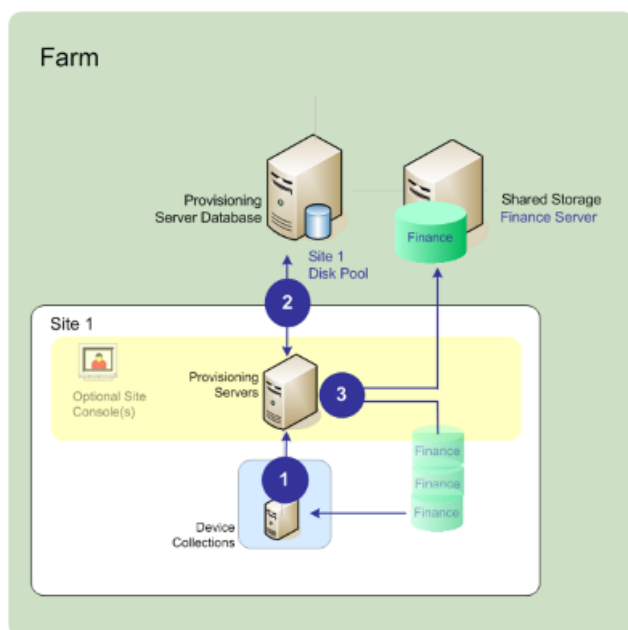 Farm
Provisioning
Server Database
Shared Storage
Finance Server
Finance
Site 1
Disk Pool
2
Site 1
Optional Site
Console(s)
Provisioning
Servers
3
Finance
Finance
Finance
1
Device
Collections